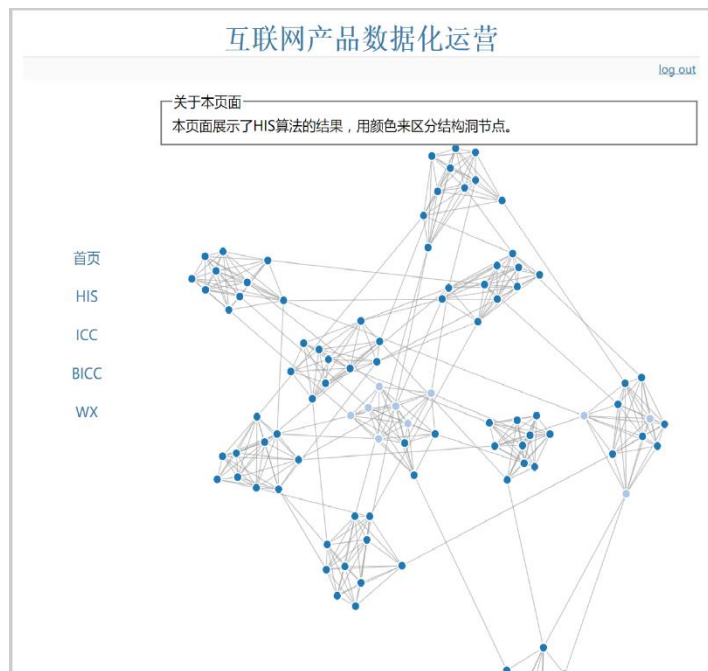 互联网产品数据化运营
log out
关于本页面
本页面展示了HIS算法的结果，用颜色来区分结构洞节点。
首页
HIS
ICC
BICC
WX